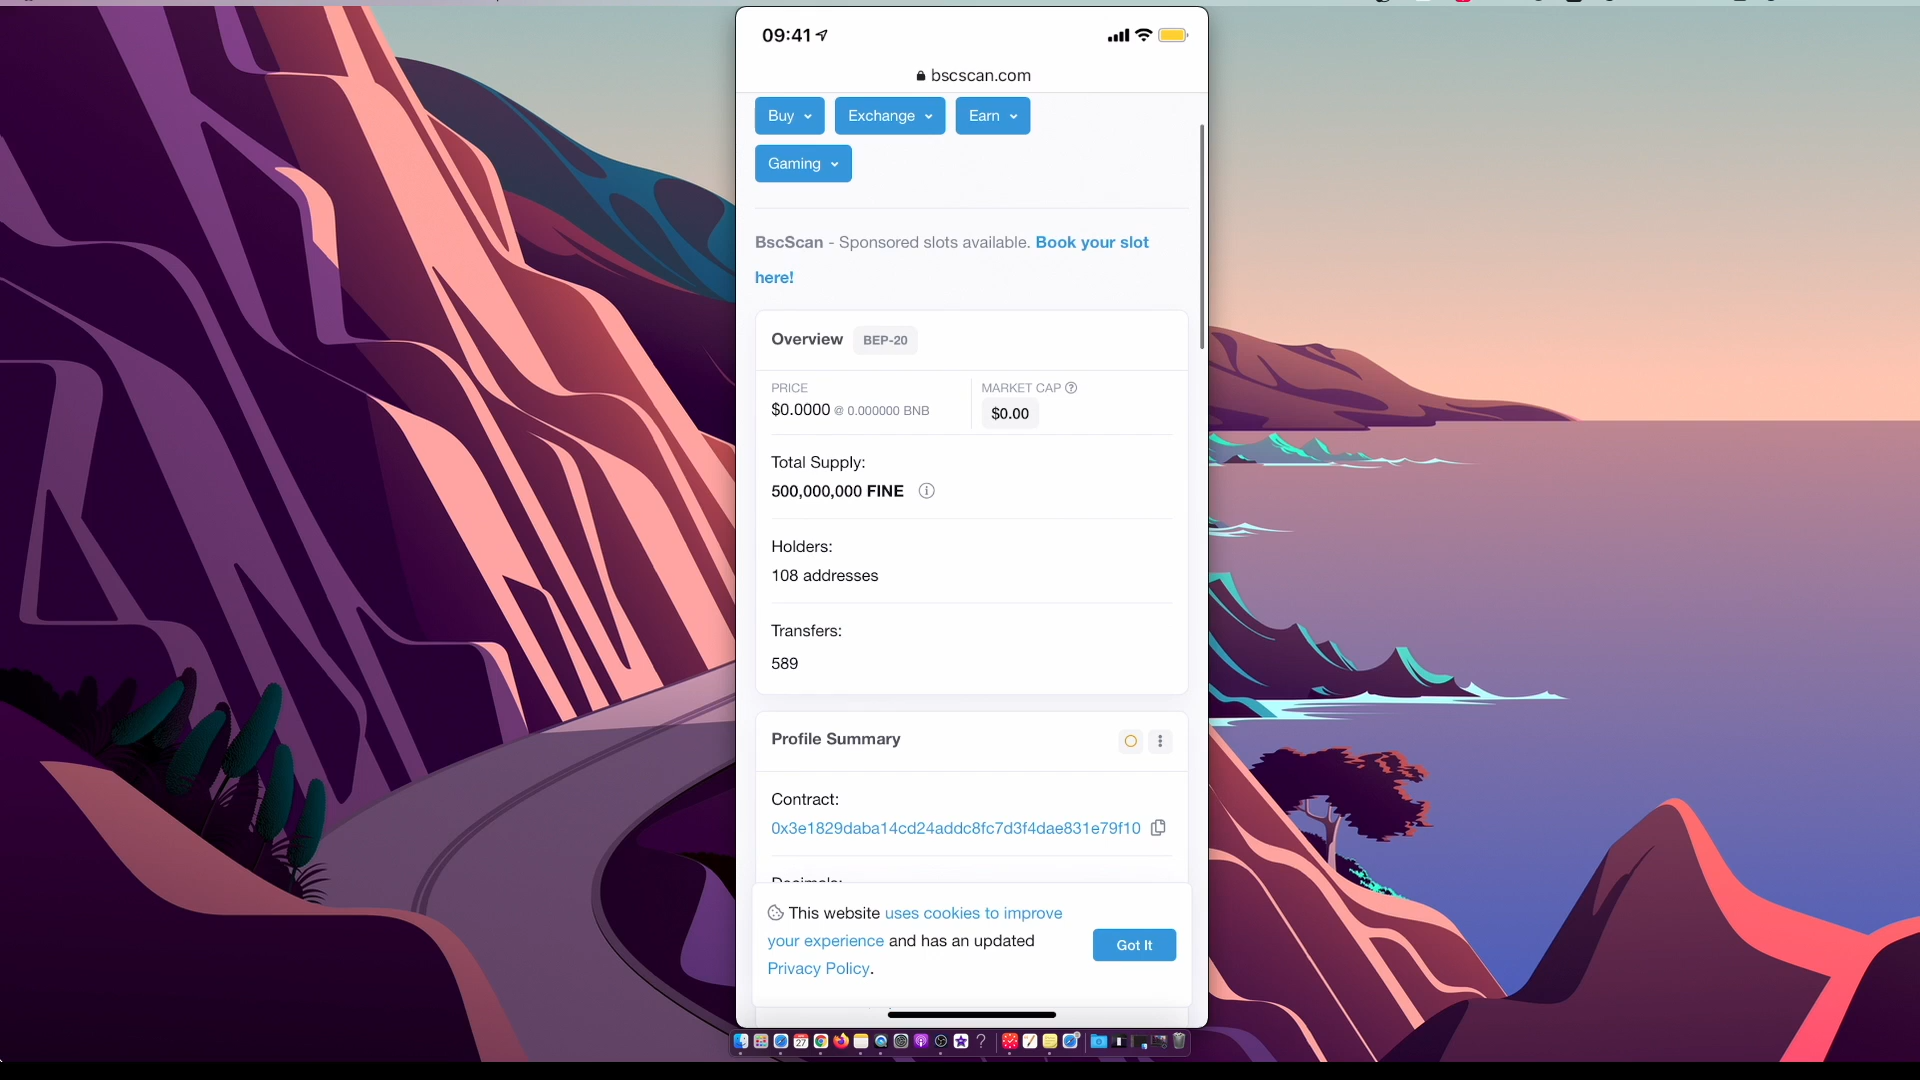 09:41
bscscan.com
Buy Exchange Earn
Gaming
BscScan - Sponsored slots available. Book your slot
here!
Overview BEP-20
PRICE MARKET CAP
$0.0000 @ 0.000000 BNB $0.00
Total Supply:
500,000,000 FINE
Holders:
108 addresses
Transfers:
589
Profile Summary
Contract:
0x3e1829daba14cd24addc8fc7d3f4dae831e79f10
This website uses cookies to improve
your experience and has an updated Got It
Privacy Policy.
27